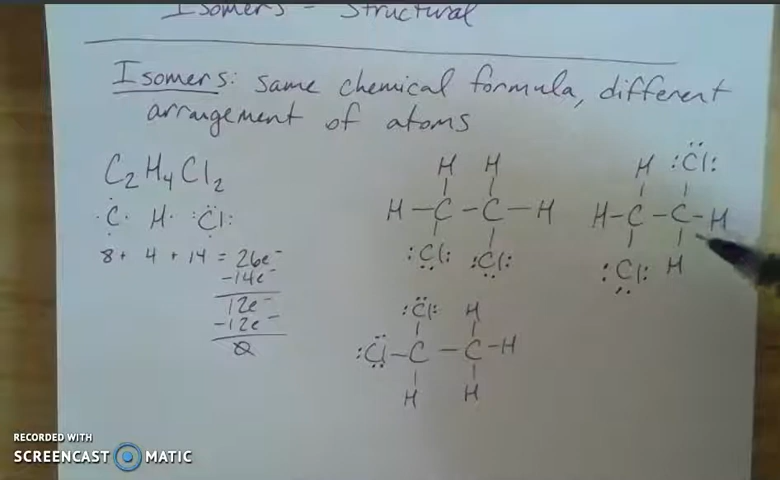 Isomers - Structural
Isomers: same chemical formula, different
arrangement of atoms
C2H4Cl2
·C· H· :Cl:
8 + 4 + 14 = 26e-
-14e-
12e-
-12e-
0
H H
H-C-C-H
:Cl: :Cl:
H :Cl:
H-C-C-H
:Cl: H
:Cl: H
:Cl-C-C-H
H H
RECORDED WITH
SCREENCAST MATIC